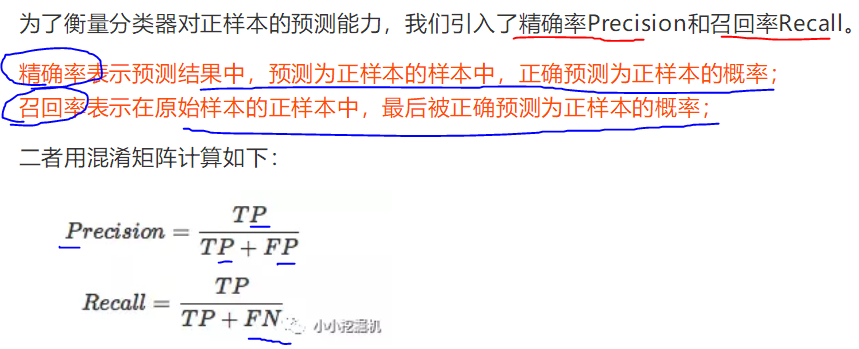 为了衡量分类器对正样本的预测能力，我们引入了精确率Precision和召回率Recall。
精确率表示预测结果中，预测为正样本的样本中，正确预测为正样本的概率；
召回率表示在原始样本的正样本中，最后被正确预测为正样本的概率；
二者用混淆矩阵计算如下：
Precision = TP / (TP + FP)
Recall = TP / (TP + FN)
小小挖掘机